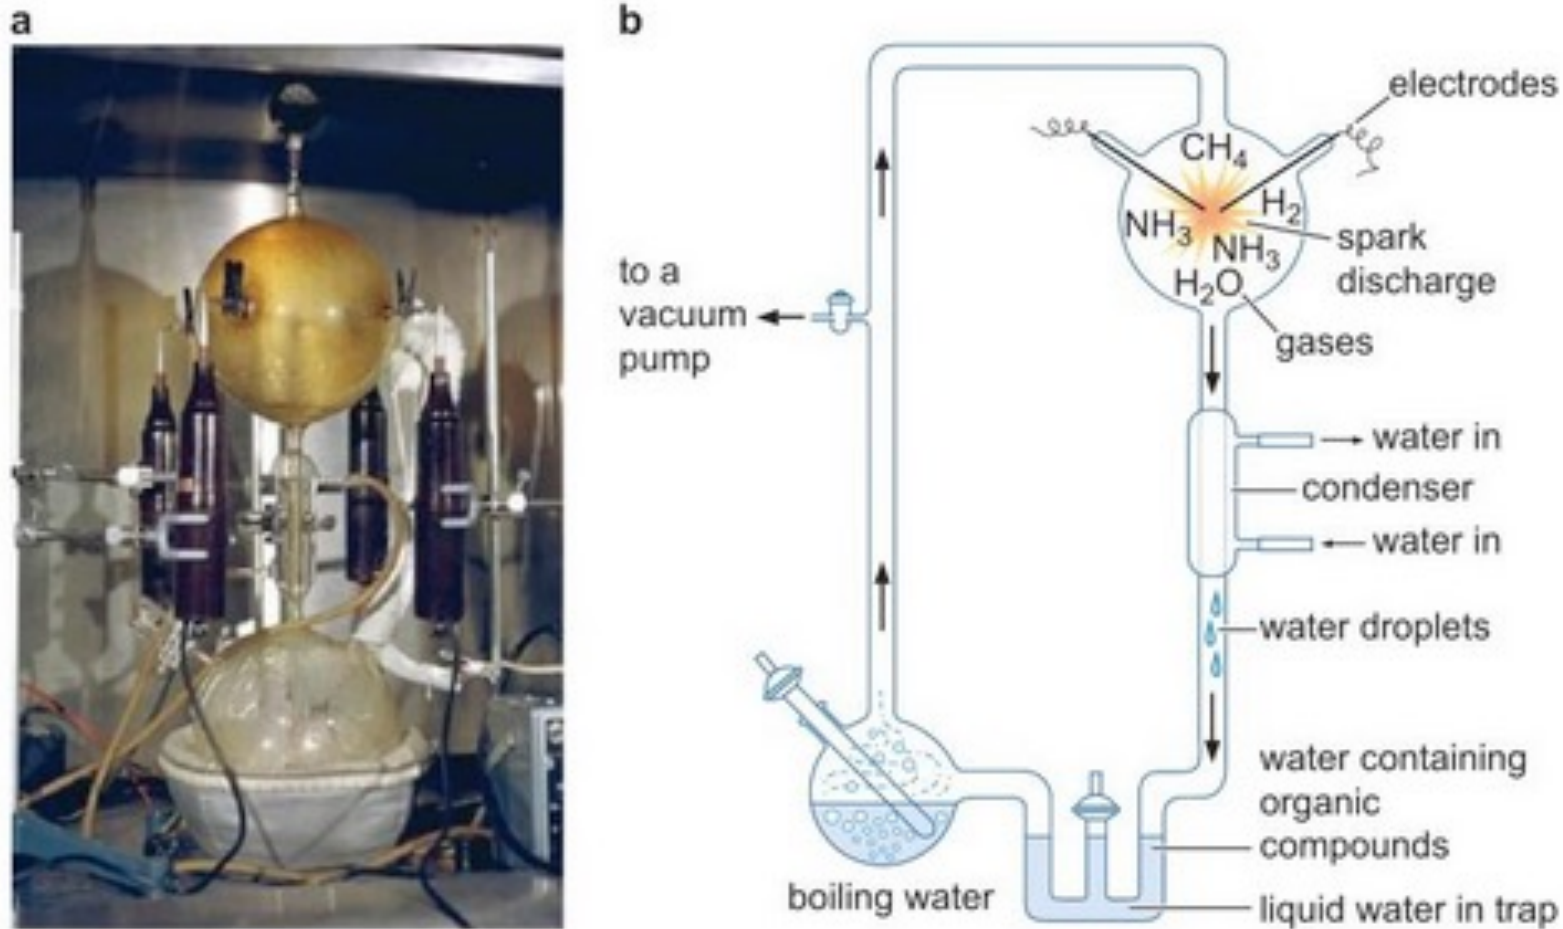 a
b
electrodes
CH₄
H₂
NH₃
NH₃
spark
discharge
H₂O
gases
to a
vacuum
pump
water in
condenser
water in
water droplets
water containing
organic
compounds
boiling water
liquid water in trap